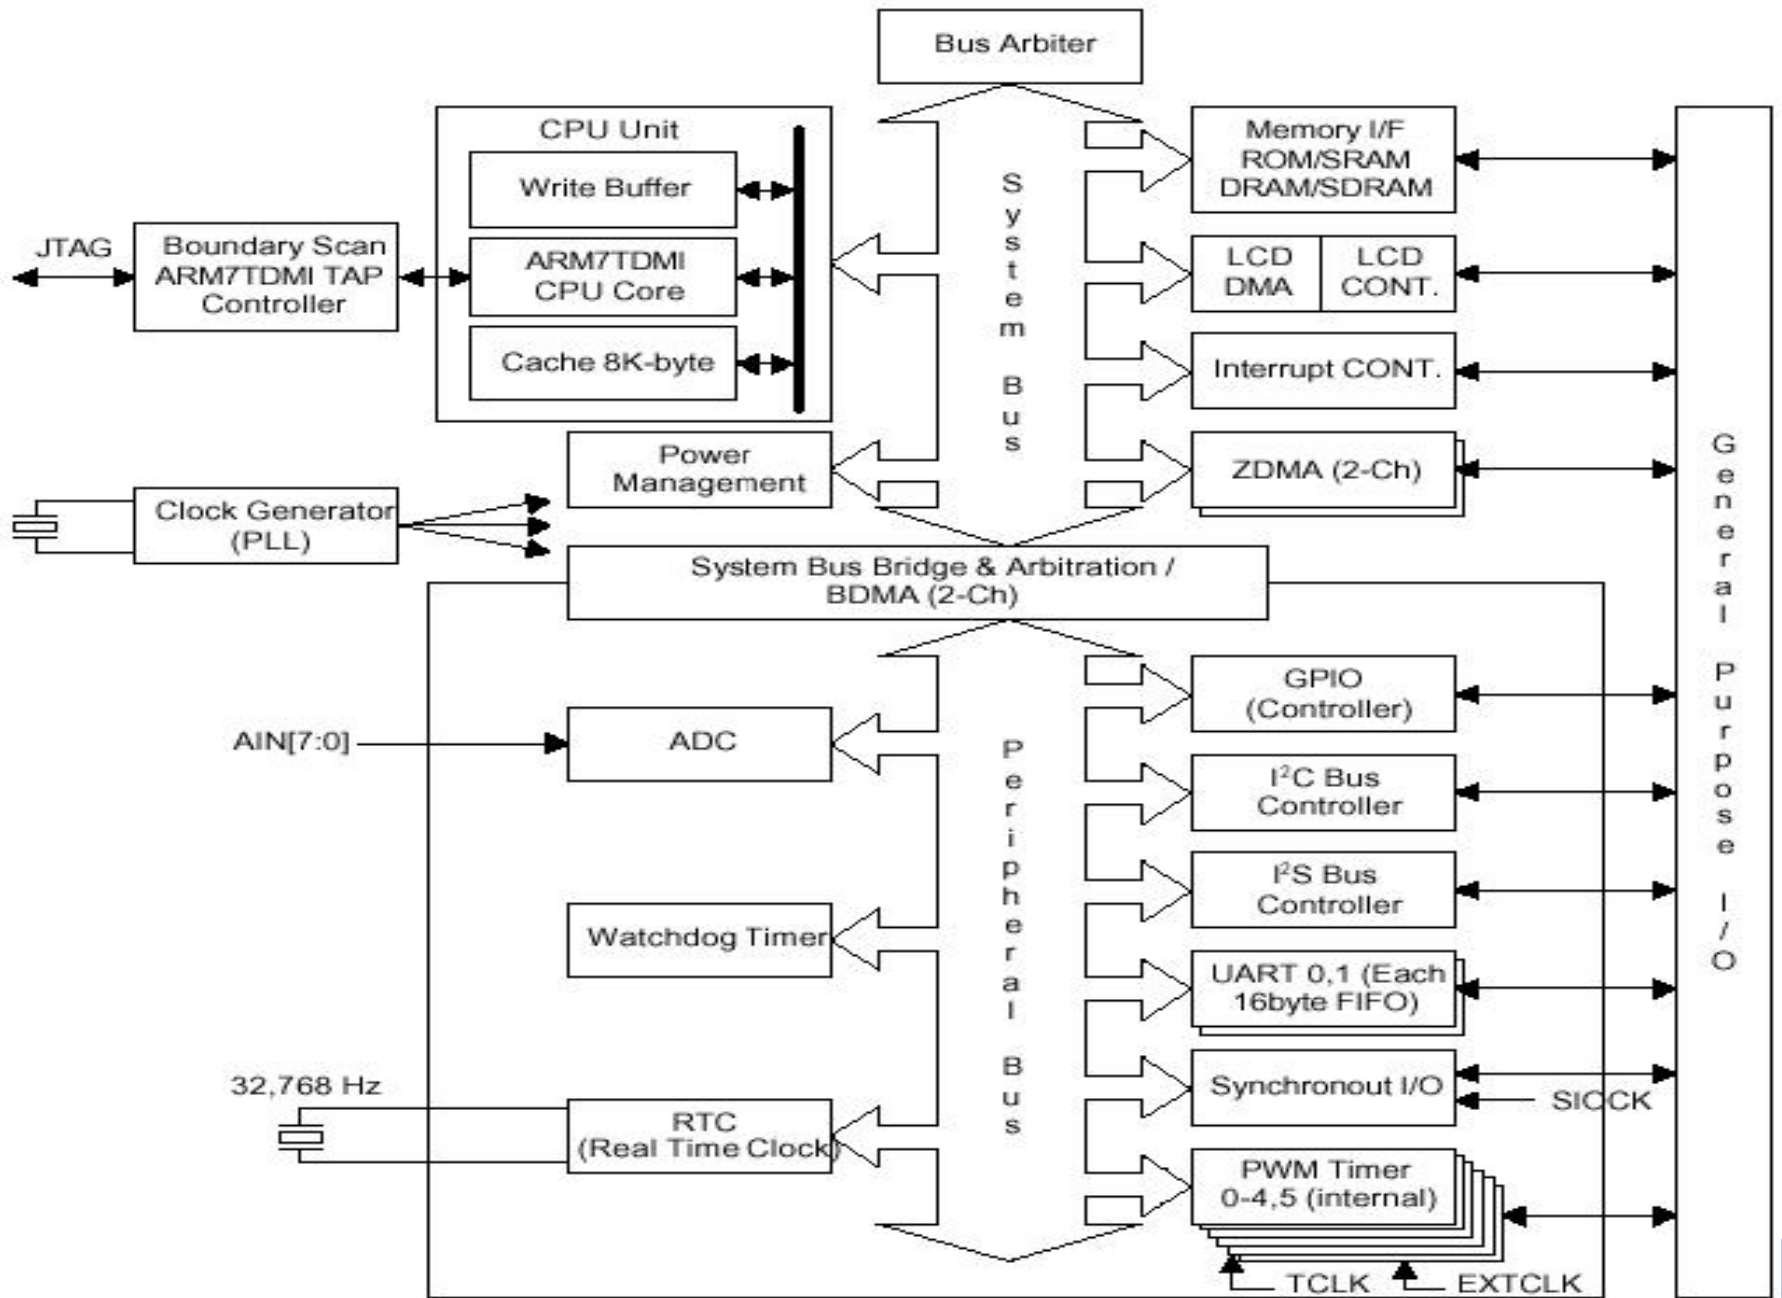 Bus Arbiter
CPU Unit
Write Buffer
ARM7TDMI
CPU Core
Cache 8K-byte
JTAG
Boundary Scan
ARM7TDMI TAP
Controller
Power
Management
Clock Generator
(PLL)
System Bus
Memory I/F
ROM/SRAM
DRAM/SDRAM
LCD
DMA
LCD
CONT.
Interrupt CONT.
ZDMA (2-Ch)
System Bus Bridge & Arbitration /
BDMA (2-Ch)
AIN[7:0]
ADC
Watchdog Timer
32,768 Hz
RTC
(Real Time Clock)
Peripheral Bus
GPIO
(Controller)
I²C Bus
Controller
I²S Bus
Controller
UART 0,1 (Each
16byte FIFO)
Synchronout I/O
SIOCK
PWM Timer
0-4,5 (internal)
TCLK
EXTCLK
General Purpose I/O